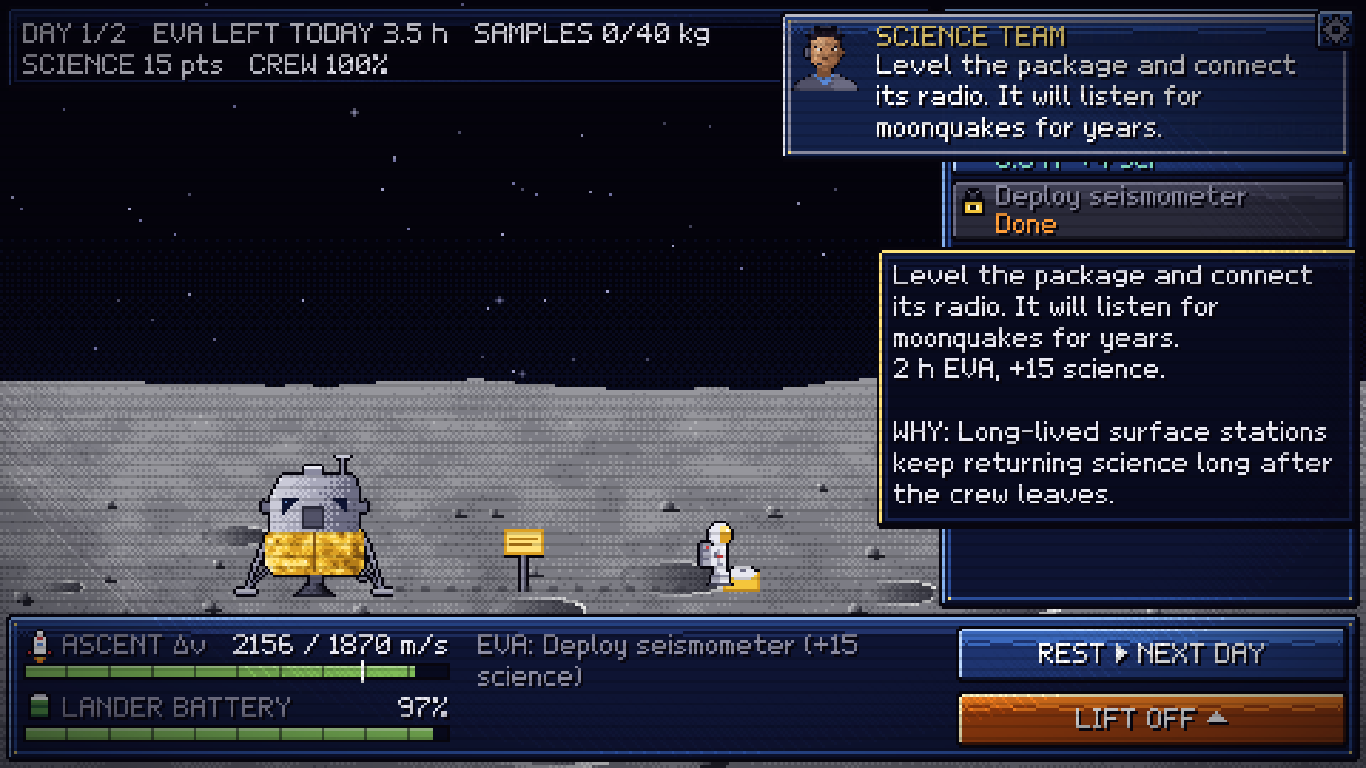 DAY 1/2 EVA LEFT TODAY 3.5 h SAMPLES 0/40 kg
SCIENCE 15 pts CREW 100%
SCIENCE TEAM
Level the package and connect
its radio. It will listen for
moonquakes for years.
Deploy seismometer
Done
Level the package and connect
its radio. It will listen for
moonquakes for years.
2 h EVA, +15 science.
WHY: Long-lived surface stations
keep returning science long after
the crew leaves.
ASCENT Δv 2156 / 1870 m/s
LANDER BATTERY 97%
EVA: Deploy seismometer (+15
science)
REST ▶ NEXT DAY
LIFT OFF